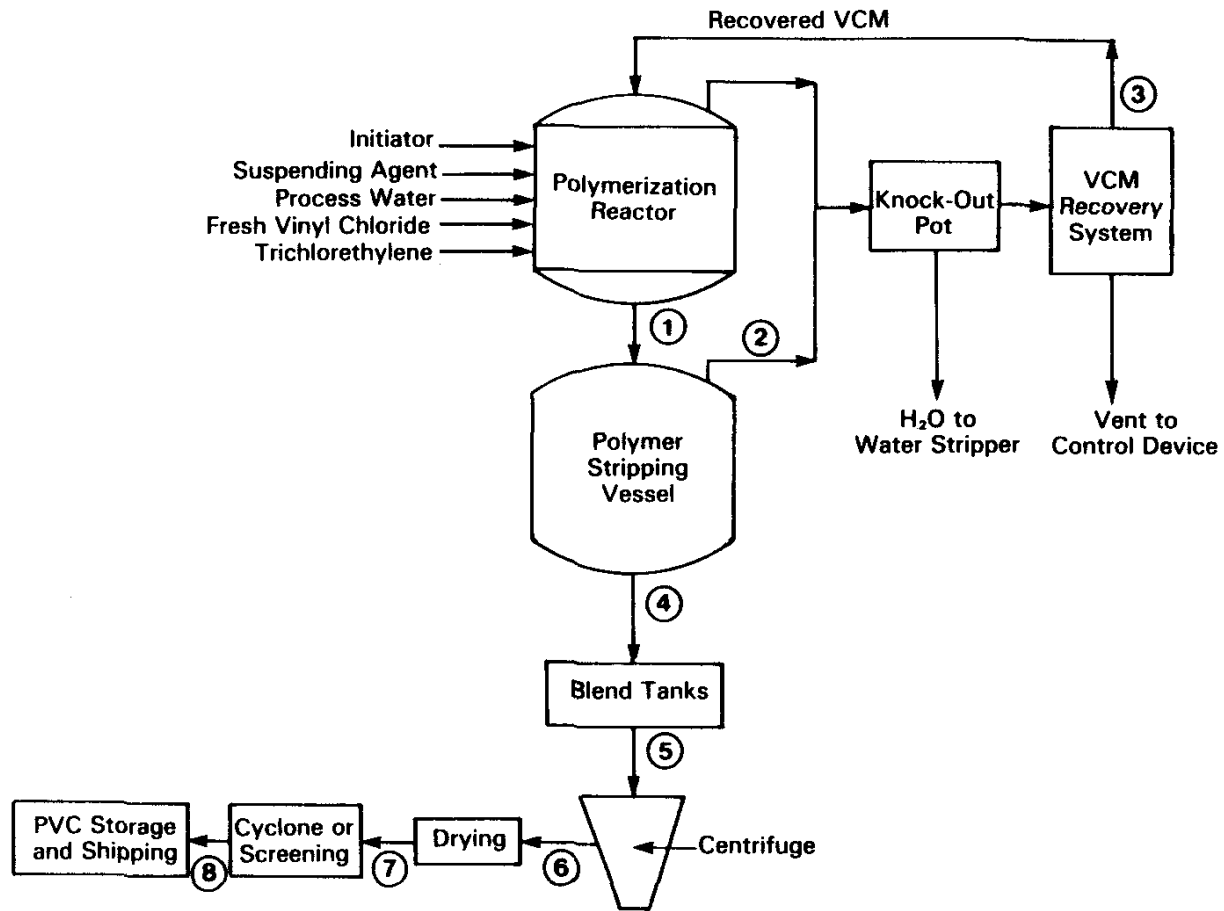 Recovered VCM
③
Initiator
Suspending Agent
Process Water
Fresh Vinyl Chloride
Trichlorethylene
Polymerization
Reactor
Knock-Out
Pot
VCM
Recovery
System
①
②
H₂O to
Water Stripper
Vent to
Control Device
Polymer
Stripping
Vessel
④
Blend Tanks
⑤
PVC Storage
and Shipping
⑧
Cyclone or
Screening
⑦
Drying
⑥
Centrifuge